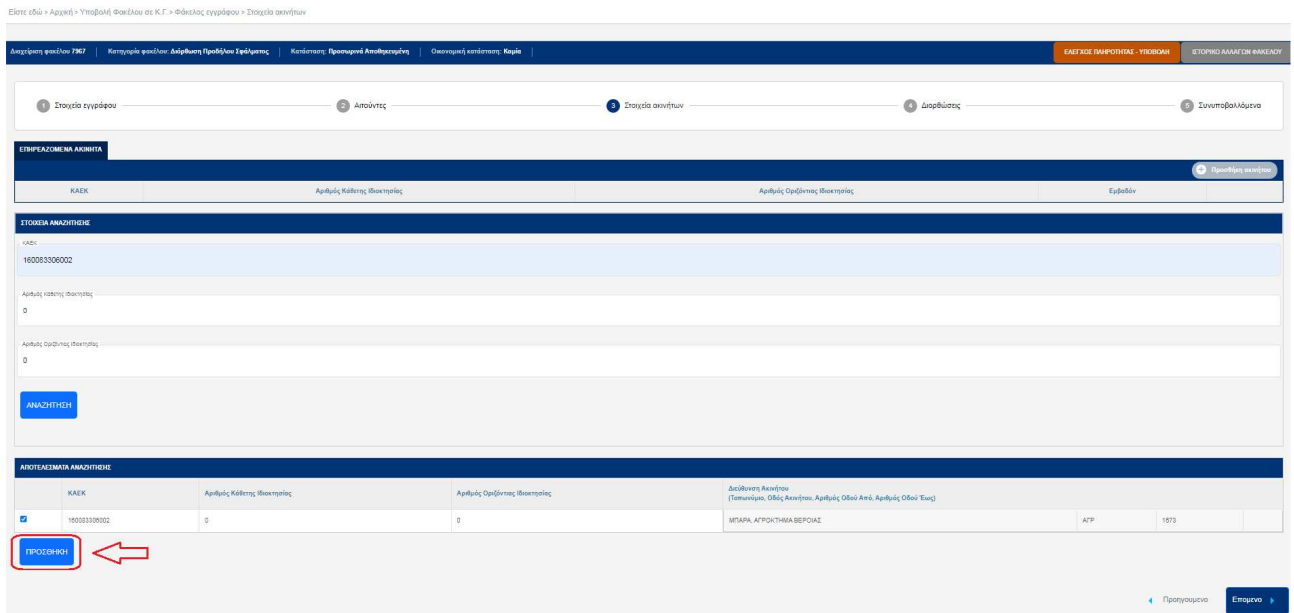 Είστε εδώ » Αρχική » Υποβολή Φακέλου σε Κ.Γ. » Φάκελος εγγράφου » Στοιχεία ακινήτων
Διαχείριση φακέλου 7967 | Κατηγορία φακέλου: Διόρθωση Προδήλου Σφάλματος | Κατάσταση: Προσωρινά Αποθηκευμένη | Οικονομική κατάσταση: Καμία | ΕΛΕΓΧΟΣ ΠΛΗΡΟΤΗΤΑΣ - ΥΠΟΒΟΛΗ ΙΣΤΟΡΙΚΟ ΑΛΛΑΓΩΝ ΦΑΚΕΛΟΥ
1 Στοιχεία εγγράφου 2 Αιτούντες 3 Στοιχεία ακινήτων 4 Διορθώσεις 5 Συνυποβαλλόμενα
ΕΠΗΡΕΑΖΟΜΕΝΑ ΑΚΙΝΗΤΑ
Προσθήκη ακινήτου
ΚΑΕΚ Αριθμός Κάθετης Ιδιοκτησίας Αριθμός Οριζόντιας Ιδιοκτησίας Εμβαδόν
ΣΤΟΙΧΕΙΑ ΑΝΑΖΗΤΗΣΗΣ
ΚΑΕΚ
160083306002
Αριθμός Κάθετης Ιδιοκτησίας
0
Αριθμός Οριζόντιας Ιδιοκτησίας
0
ΑΝΑΖΗΤΗΣΗ
ΑΠΟΤΕΛΕΣΜΑΤΑ ΑΝΑΖΗΤΗΣΗΣ
ΚΑΕΚ Αριθμός Κάθετης Ιδιοκτησίας Αριθμός Οριζόντιας Ιδιοκτησίας Διεύθυνση Ακινήτου
(Τοπωνύμιο, Οδός Ακινήτου, Αριθμός Οδού Από, Αριθμός Οδού Έως)
160083306002 0 0 ΜΠΑΡΑ, ΑΓΡΟΚΤΗΜΑ ΒΕΡΟΙΑΣ ΑΓΡ 1873
ΠΡΟΣΘΗΚΗ
Προηγουμενο Επομενο